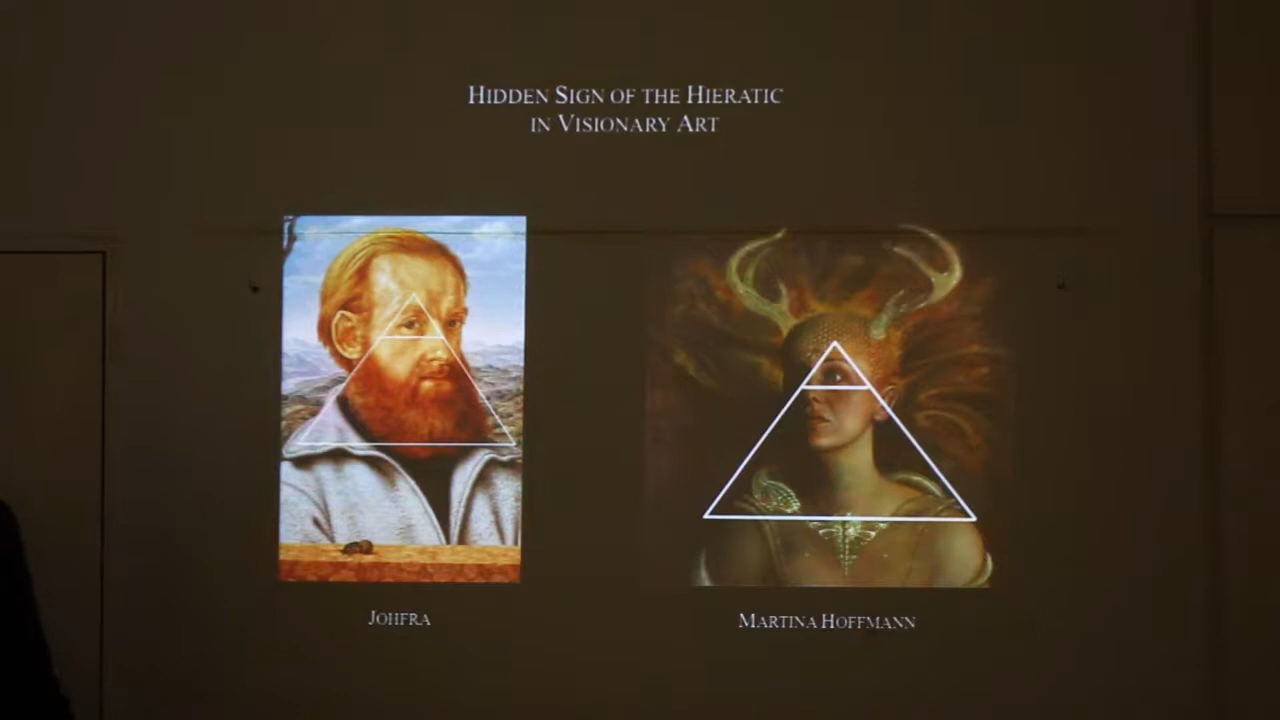 HIDDEN SIGN OF THE HIERATIC
IN VISIONARY ART
JOHFRA
MARTINA HOFFMANN